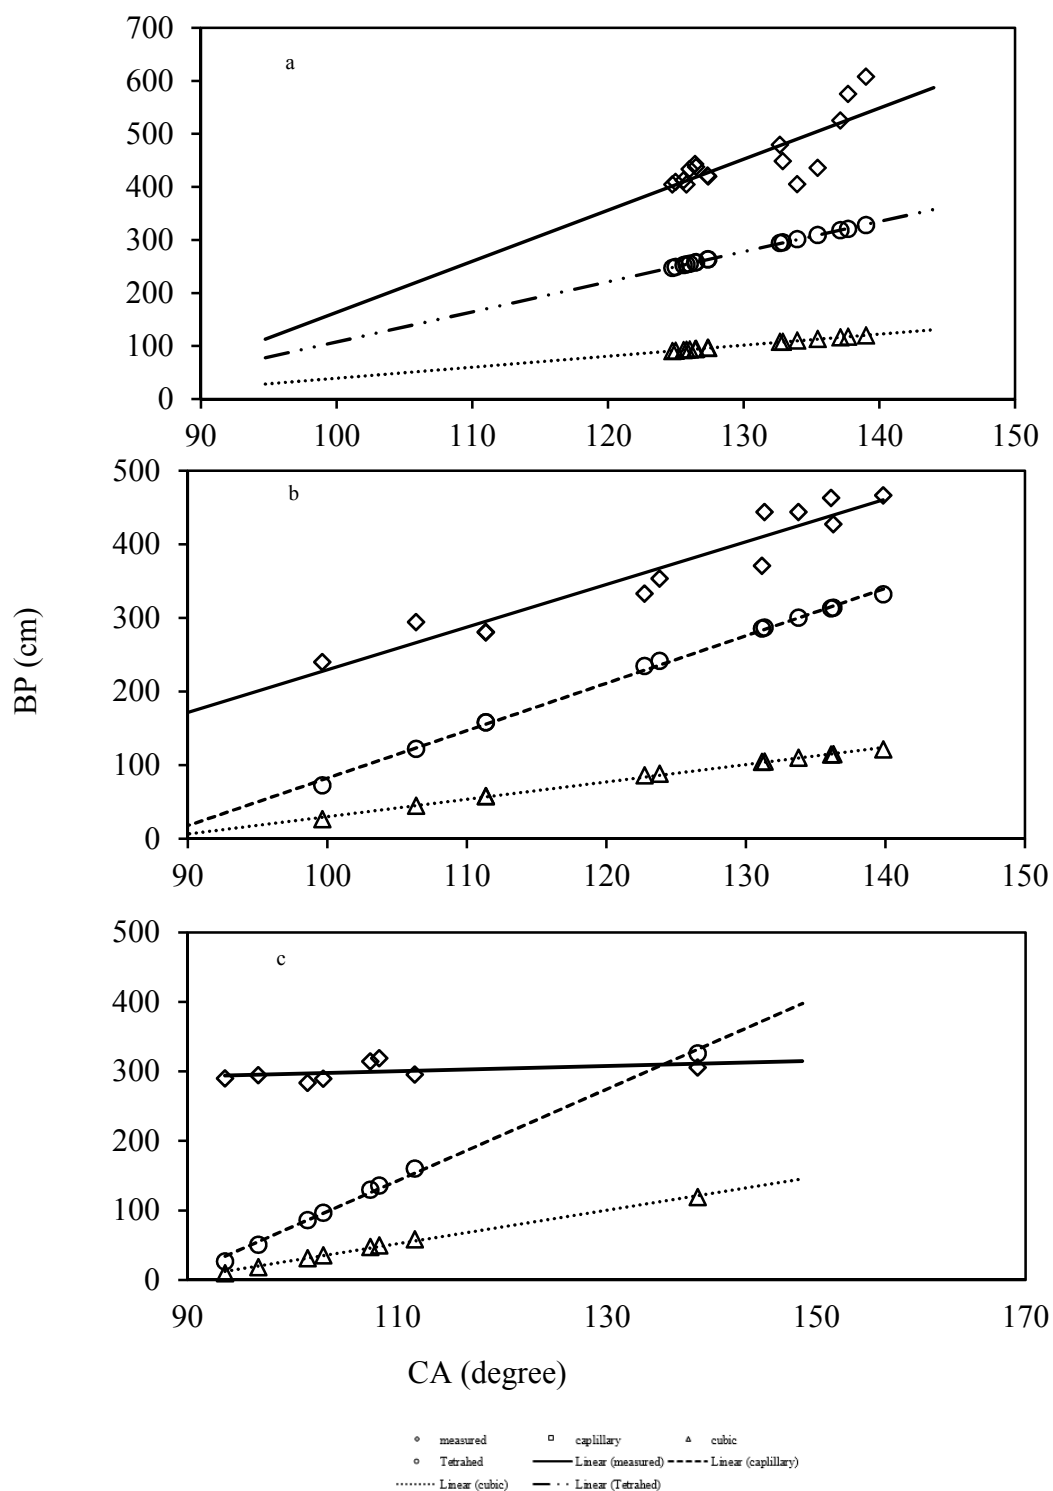 700
a
600
500
400
300
200
100
0
90 100 110 120 130 140 150
500
b
400
300
200
100
0
90 100 110 120 130 140 150
BP (cm)
500
c
400
300
200
100
0
90 110 130 150 170
CA (degree)
measured caplillary cubic
Tetrahed Linear (measured) Linear (caplillary)
Linear (cubic) Linear (Tetrahed)